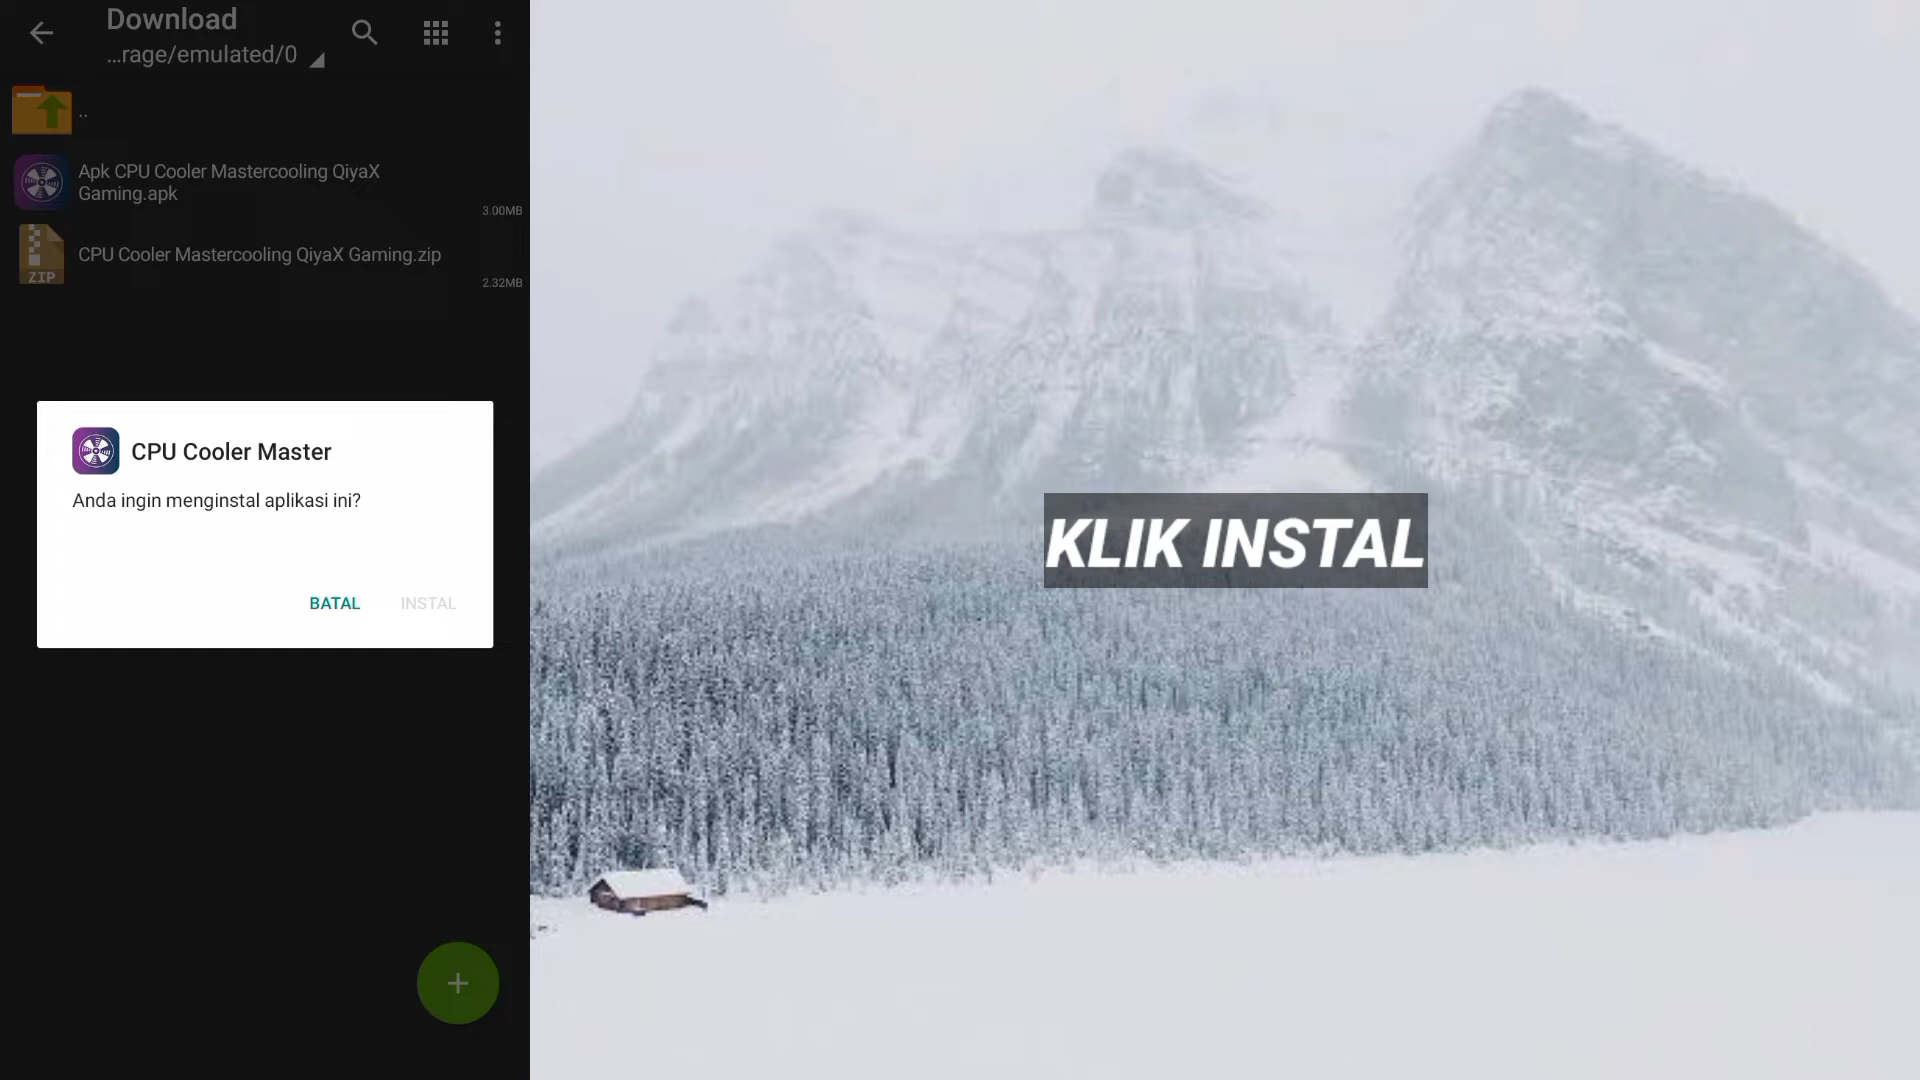 Download
...rage/emulated/0
..
Apk CPU Cooler Mastercooling QiyaX
Gaming.apk
3.00MB
ZIP
CPU Cooler Mastercooling QiyaX Gaming.zip
2.32MB
CPU Cooler Master
Anda ingin menginstal aplikasi ini?
BATAL
INSTAL
KLIK INSTAL